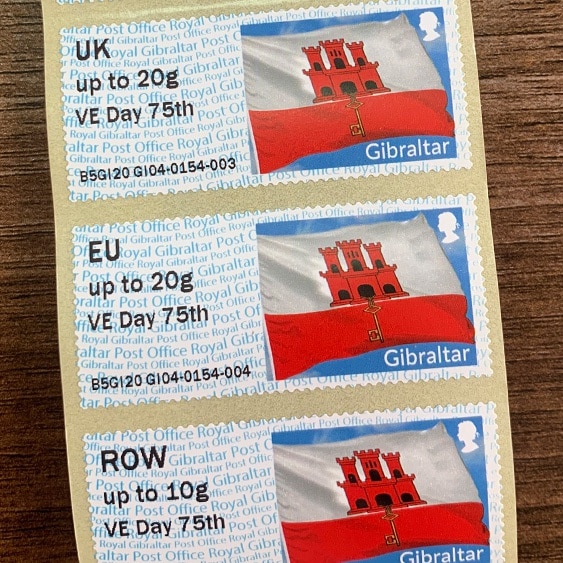 UK
up to 20g
VE Day 75th
B5GI20 GI04-0154-003
Gibraltar
EU
up to 20g
VE Day 75th
B5GI20 GI04-0154-004
Gibraltar
ROW
up to 10g
VE Day 75th
Gibraltar